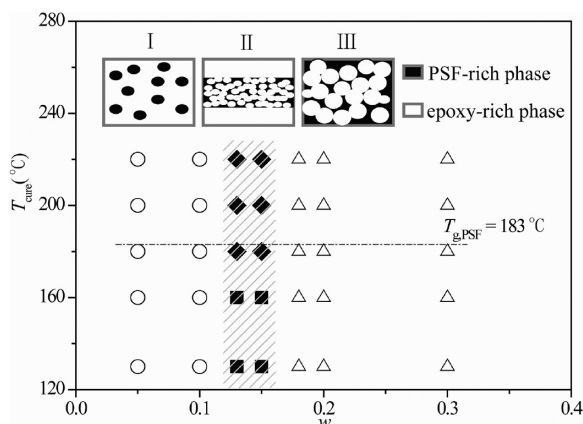 280
240
200
160
120
T_cure(°C)
I II III
PSF-rich phase
epoxy-rich phase
T_g,PSF = 183 °C
0.0 0.1 0.2 0.3 0.4
w